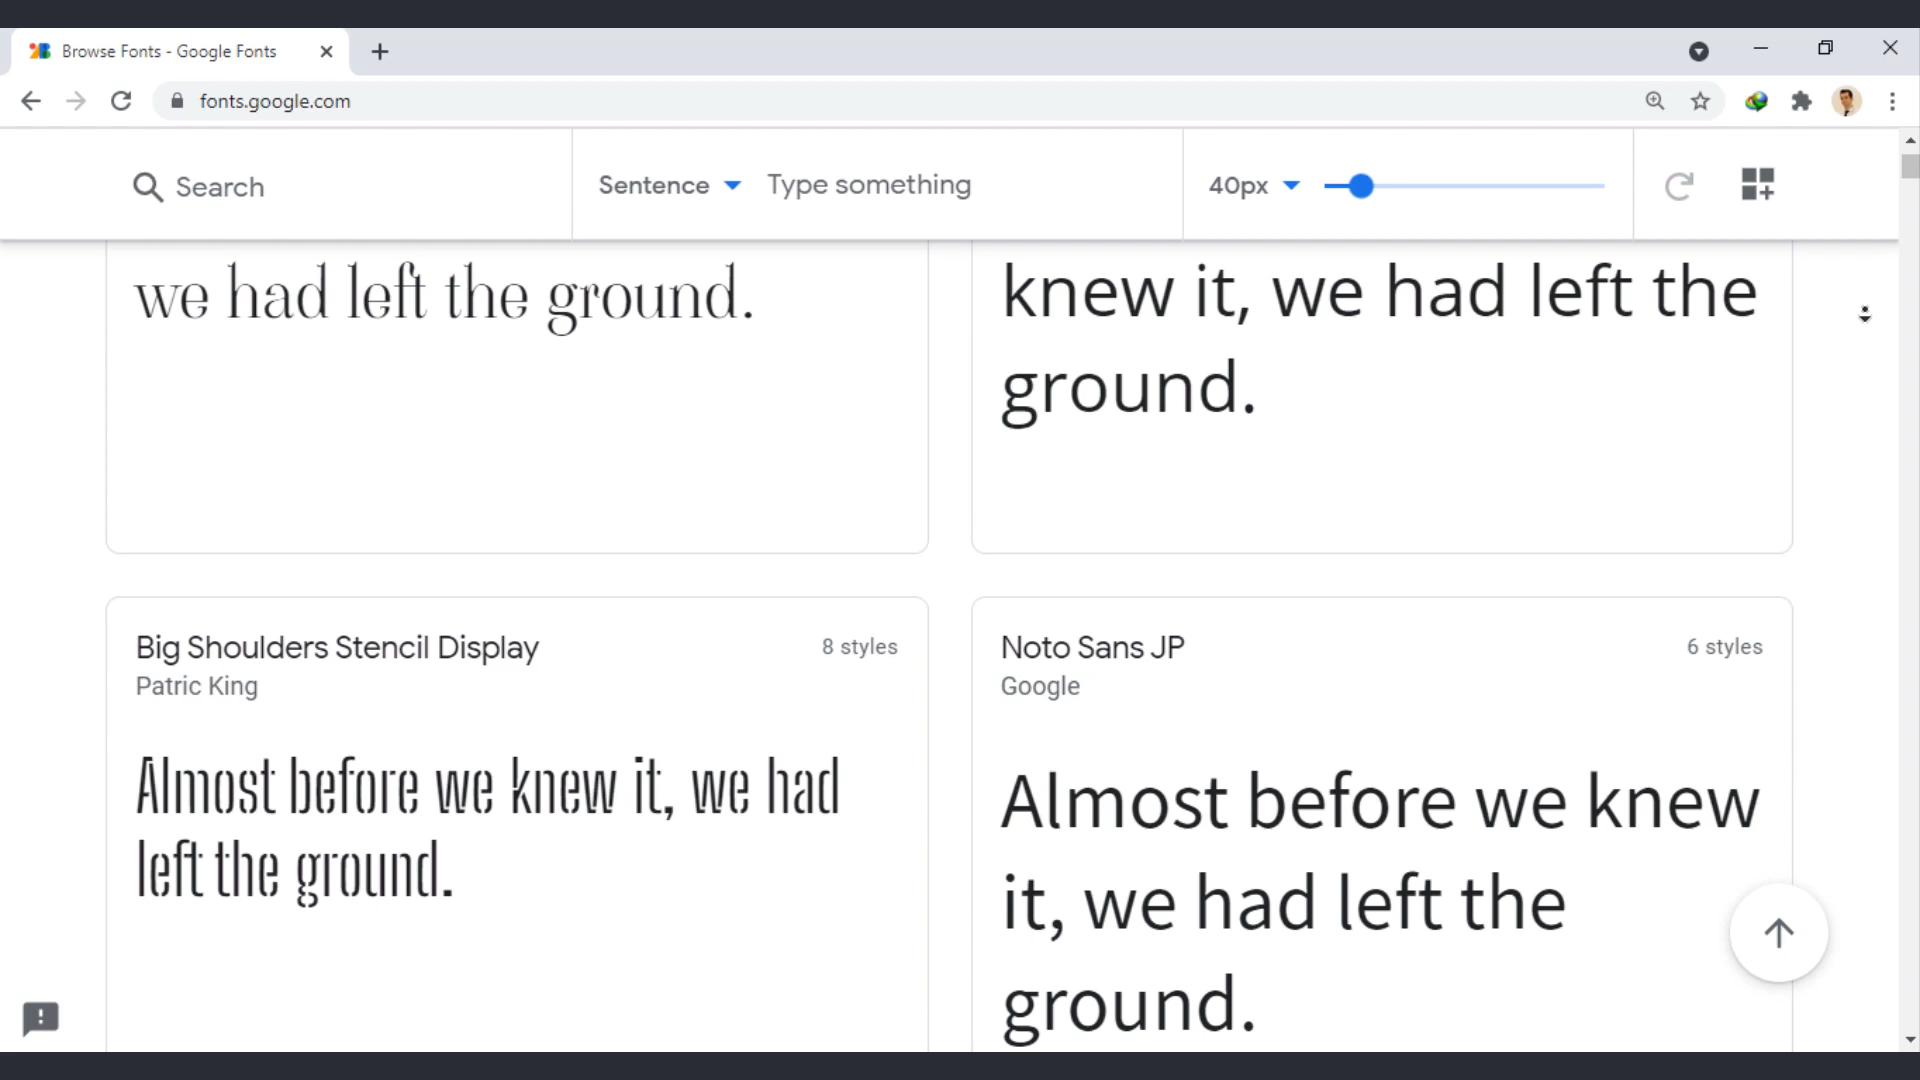 Browse Fonts - Google Fonts
fonts.google.com
Search
Sentence
Type something
40px
we had left the ground.
knew it, we had left the
ground.
Big Shoulders Stencil Display
8 styles
Patric King
Almost before we knew it, we had
left the ground.
Noto Sans JP
6 styles
Google
Almost before we knew
it, we had left the
ground.